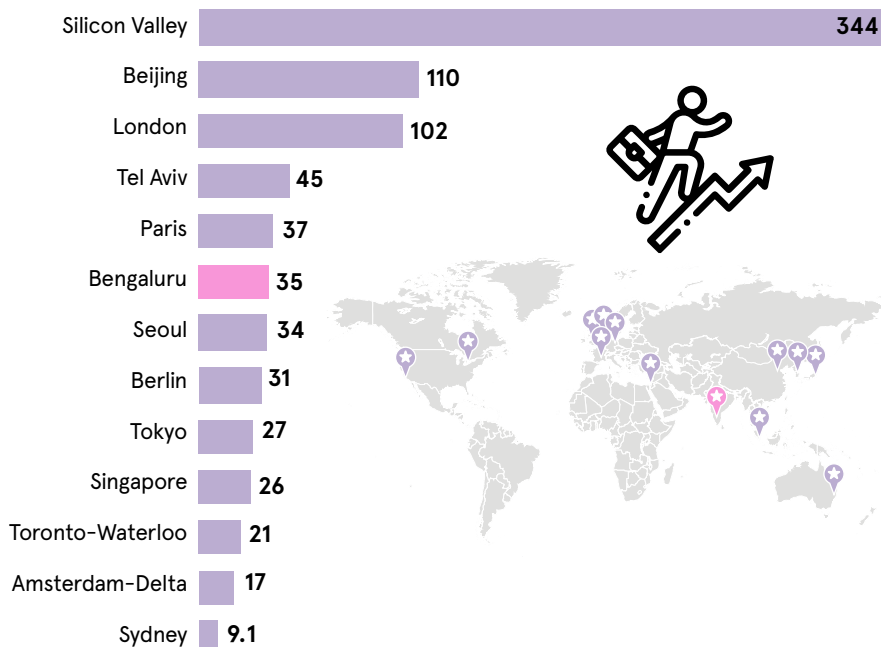 Silicon Valley 344
Beijing 110
London 102
Tel Aviv 45
Paris 37
Bengaluru 35
Seoul 34
Berlin 31
Tokyo 27
Singapore 26
Toronto-Waterloo 21
Amsterdam-Delta 17
Sydney 9.1